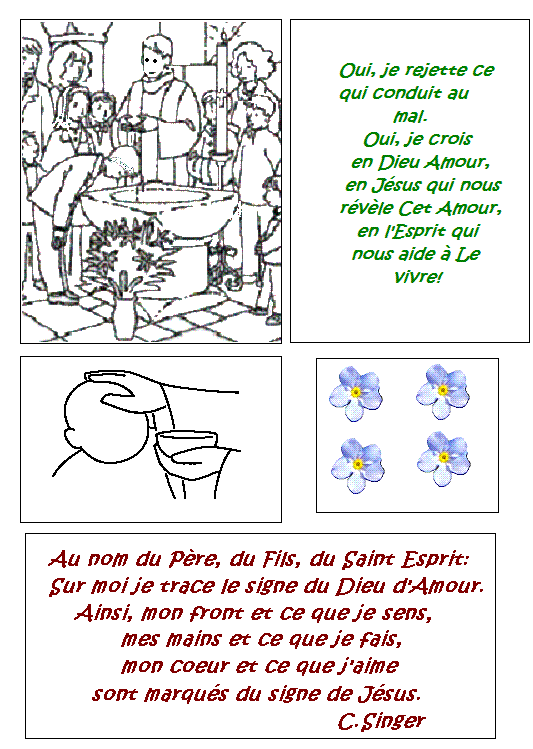 Oui, je rejette ce
qui conduit au
mal.
Oui, je crois
en Dieu Amour,
en Jésus qui nous
révèle Cet Amour,
en l'Esprit qui
nous aide à Le
vivre!
Au nom du Père, du Fils, du Saint Esprit:
Sur moi je trace le signe du Dieu d'Amour.
Ainsi, mon front et ce que je sens,
mes mains et ce que je fais,
mon coeur et ce que j'aime
sont marqués du signe de Jésus.
C.Singer